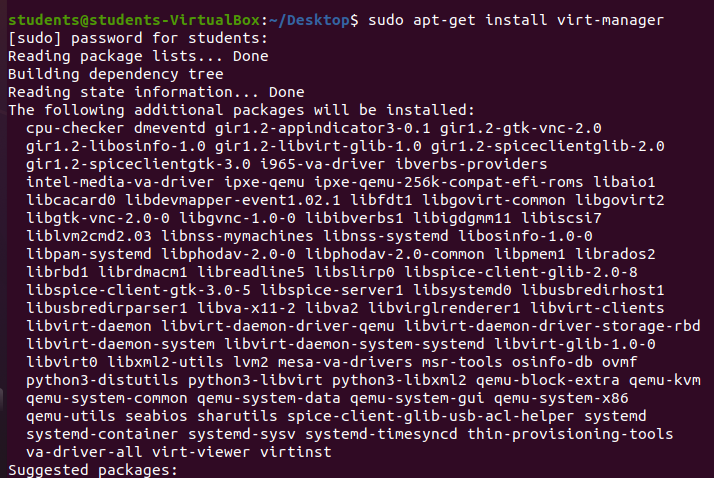 students@students-VirtualBox:~/Desktop$ sudo apt-get install virt-manager
[sudo] password for students:
Reading package lists... Done
Building dependency tree
Reading state information... Done
The following additional packages will be installed:
  cpu-checker dmeventd gir1.2-appindicator3-0.1 gir1.2-gtk-vnc-2.0
  gir1.2-libosinfo-1.0 gir1.2-libvirt-glib-1.0 gir1.2-spiceclientglib-2.0
  gir1.2-spiceclientgtk-3.0 i965-va-driver ibverbs-providers
  intel-media-va-driver ipxe-qemu ipxe-qemu-256k-compat-efi-roms libaio1
  libcacard0 libdevmapper-event1.02.1 libfdt1 libgovirt-common libgovirt2
  libgtk-vnc-2.0-0 libgvnc-1.0-0 libibverbs1 libigdgmm11 libiscsi7
  liblvm2cmd2.03 libnss-mymachines libnss-systemd libosinfo-1.0-0
  libpam-systemd libphodav-2.0-0 libphodav-2.0-common libpmem1 librados2
  librbd1 librdmacm1 libreadline5 libslirp0 libspice-client-glib-2.0-8
  libspice-client-gtk-3.0-5 libspice-server1 libsystemd0 libusbredirhost1
  libusbredirparser1 libva-x11-2 libva2 libvirglrenderer1 libvirt-clients
  libvirt-daemon libvirt-daemon-driver-qemu libvirt-daemon-driver-storage-rbd
  libvirt-daemon-system libvirt-daemon-system-systemd libvirt-glib-1.0-0
  libvirt0 libxml2-utils lvm2 mesa-va-drivers msr-tools osinfo-db ovmf
  python3-distutils python3-libvirt python3-libxml2 qemu-block-extra qemu-kvm
  qemu-system-common qemu-system-data qemu-system-gui qemu-system-x86
  qemu-utils seabios sharutils spice-client-glib-usb-acl-helper systemd
  systemd-container systemd-sysv systemd-timesyncd thin-provisioning-tools
  va-driver-all virt-viewer virtinst
Suggested packages: